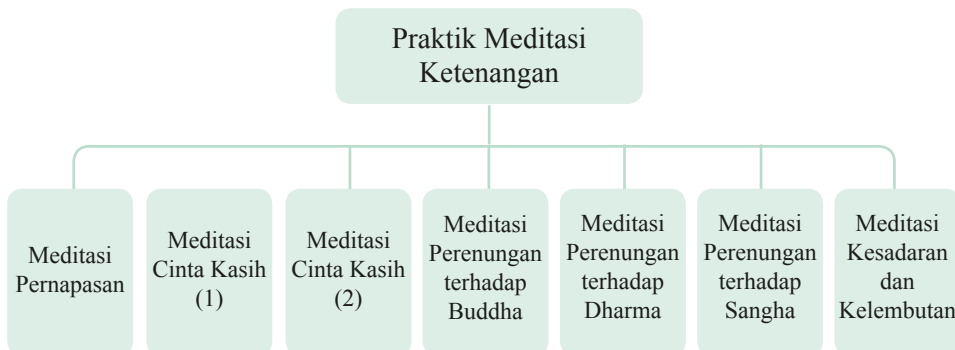 Praktik Meditasi
Ketenangan
Meditasi
Pernapasan
Meditasi
Cinta Kasih
(1)
Meditasi
Cinta Kasih
(2)
Meditasi
Perenungan
terhadap
Buddha
Meditasi
Perenungan
terhadap
Dharma
Meditasi
Perenungan
terhadap
Sangha
Meditasi
Kesadaran
dan
Kelembutan